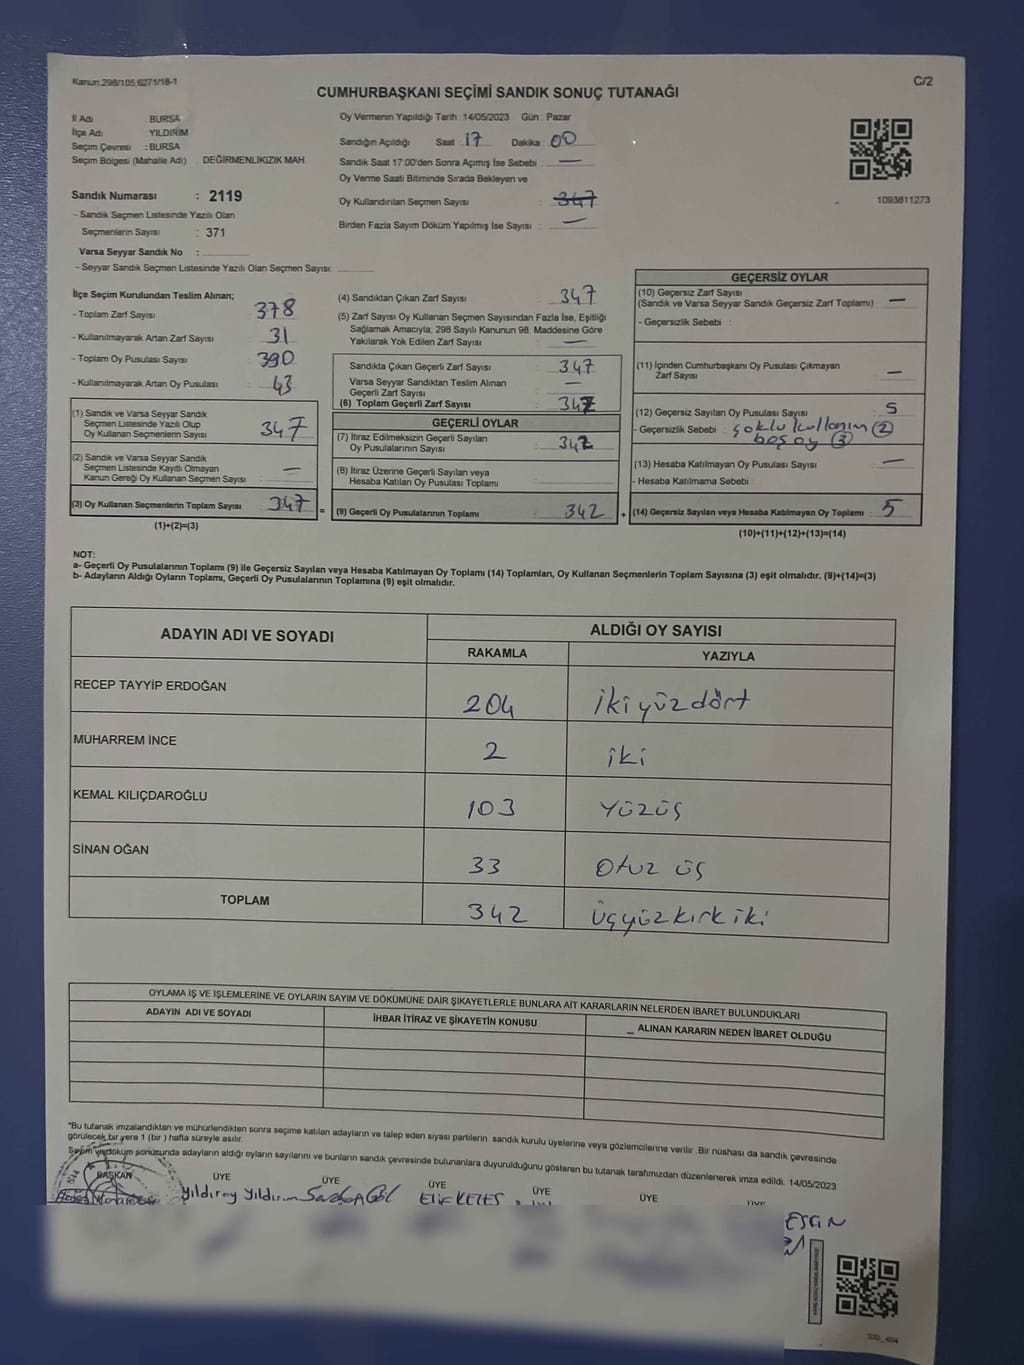 Kanun:298/105;6271/18-1
C/2
CUMHURBAŞKANI SEÇİMİ SANDIK SONUÇ TUTANAĞI
İl Adı BURSA
İlçe Adı YILDIRIM
Seçim Çevresi : BURSA
Seçim Bölgesi (Mahalle Adı) DEĞİRMENLİKIZIK MAH.
Sandık Numarası : 2119
- Sandık Seçmen Listesinde Yazılı Olan
Seçmenlerin Sayısı : 371
Varsa Seyyar Sandık No :
- Seyyar Sandık Seçmen Listesinde Yazılı Olan Seçmen Sayısı:
Oy Vermenin Yapıldığı Tarih :14/05/2023 Gün : Pazar
Sandığın Açıldığı Saat 17 Dakika 00
Sandık Saat 17:00'den Sonra Açımış İse Sebebi : —
Oy Verme Saati Bitiminde Sırada Bekleyen ve
Oy Kullandırılan Seçmen Sayısı : 347
Birden Fazla Sayım Döküm Yapılmış İse Sayısı : —
1093811273
İlçe Seçim Kurulundan Teslim Alınan;
- Toplam Zarf Sayısı 378
- Kullanılmayarak Artan Zarf Sayısı 31
- Toplam Oy Pusulası Sayısı 390
- Kullanılmayarak Artan Oy Pusulası 43
(1) Sandık ve Varsa Seyyar Sandık
Seçmen Listesinde Yazılı Olup
Oy Kullanan Seçmenlerin Sayısı 347
(2) Sandık ve Varsa Seyyar Sandık
Seçmen Listesinde Kayıtlı Olmayan
Kanun Gereği Oy Kullanan Seçmen Sayısı —
(3) Oy Kullanan Seçmenlerin Toplam Sayısı 347 =
(1)+(2)=(3)
(4) Sandıktan Çıkan Zarf Sayısı 347
(5) Zarf Sayısı Oy Kullanan Seçmen Sayısından Fazla İse, Eşitliği
Sağlamak Amacıyla, 298 Sayılı Kanunun 98. Maddesine Göre
Yakılarak Yok Edilen Zarf Sayısı —
Sandıkta Çıkan Geçerli Zarf Sayısı 347
Varsa Seyyar Sandıktan Teslim Alınan
Geçerli Zarf Sayısı —
(6) Toplam Geçerli Zarf Sayısı 347
GEÇERLİ OYLAR
(7) İtiraz Edilmeksizin Geçerli Sayılan
Oy Pusulalarının Sayısı 342
(8) İtiraz Üzerine Geçerli Sayılan veya
Hesaba Katılan Oy Pusulası Toplamı
(9) Geçerli Oy Pusulalarının Toplamı 342 +
GEÇERSİZ OYLAR
(10) Geçersiz Zarf Sayısı
(Sandık ve Varsa Seyyar Sandık Geçersiz Zarf Toplamı) —
- Geçersizlik Sebebi :
(11) İçinden Cumhurbaşkanı Oy Pusulası Çıkmayan
Zarf Sayısı —
(12) Geçersiz Sayılan Oy Pusulası Sayısı 5
- Geçersizlik Sebebi : çoklu kullanım 2
boş oy 3
(13) Hesaba Katılmayan Oy Pusulası Sayısı —
- Hesaba Katılmama Sebebi
(14) Geçersiz Sayılan veya Hesaba Katılmayan Oy Toplamı 5
(10)+(11)+(12)+(13)=(14)
NOT:
a- Geçerli Oy Pusulalarının Toplamı (9) ile Geçersiz Sayılan veya Hesaba Katılmayan Oy Toplamı (14) Toplamları, Oy Kullanan Seçmenlerin Toplam Sayısına (3) eşit olmalıdır. (9)+(14)=(3)
b- Adayların Aldığı Oyların Toplamı, Geçerli Oy Pusulalarının Toplamına (9) eşit olmalıdır.
ADAYIN ADI VE SOYADI ALDIĞI OY SAYISI
RAKAMLA YAZIYLA
RECEP TAYYİP ERDOĞAN 204 ikiyüzdört
MUHARREM İNCE 2 iki
KEMAL KILIÇDAROĞLU 103 Yüzüç
SİNAN OĞAN 33 Otuz üç
TOPLAM 342 Üçyüzkırk iki
OYLAMA İŞ VE İŞLEMLERİNE VE OYLARIN SAYIM VE DÖKÜMÜNE DAİR ŞİKAYETLERLE BUNLARA AİT KARARLARIN NELERDEN İBARET BULUNDUKLARI
ADAYIN ADI VE SOYADI İHBAR İTİRAZ VE ŞİKAYETİN KONUSU _ ALINAN KARARIN NEDEN İBARET OLDUĞU
*Bu tutanak imzalandıktan ve mühürlendikten sonra seçime katılan adayların ve talep eden siyasi partilerin sandık kurulu üyelerine veya gözlemcilerine verilir .Bir nüshası da sandık çevresinde
görülecek bir yere 1 (bir ) hafta süreyle asılır.
Seçim ve döküm sonusunda adayların aldığı oyların sayılarını ve bunların sandık çevresinde bulunanlara duyurulduğunu gösteren bu tutanak tarafımızdan düzenlenerek imza edildi. 14/05/2023
BAŞKAN ÜYE ÜYE ÜYE ÜYE ÜYE ÜYE
Yıldıray Yıldırım
ELİF KELES